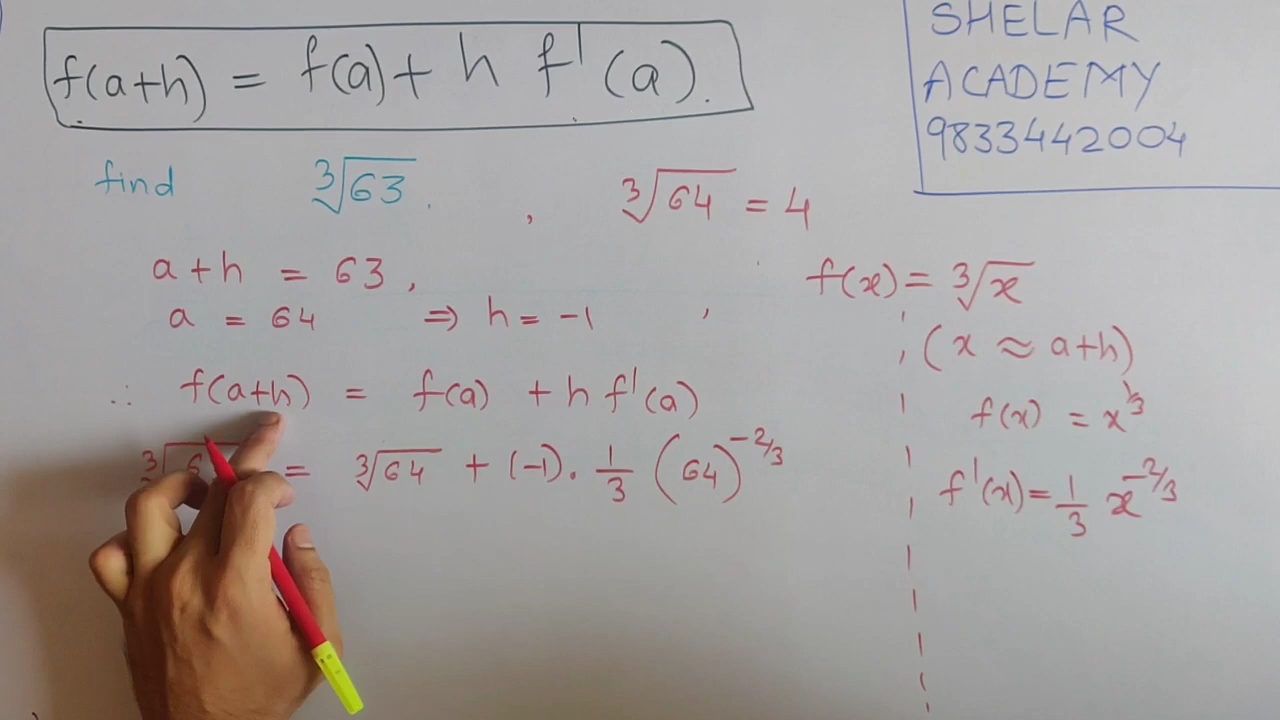 f(a+h) = f(a) + h f'(a).
SHELAR
ACADEMY
9833442004
find ∛63. , ∛64 = 4
a + h = 63,
a = 64 ⇒ h = -1 ,
f(x) = ∛x
(x ≈ a+h)
f(x) = x^(1/3)
f'(x) = 1/3 x^(-2/3)
∴ f(a+h) = f(a) + h f'(a)
= ∛64 + (-1) · 1/3 (64)^(-2/3)